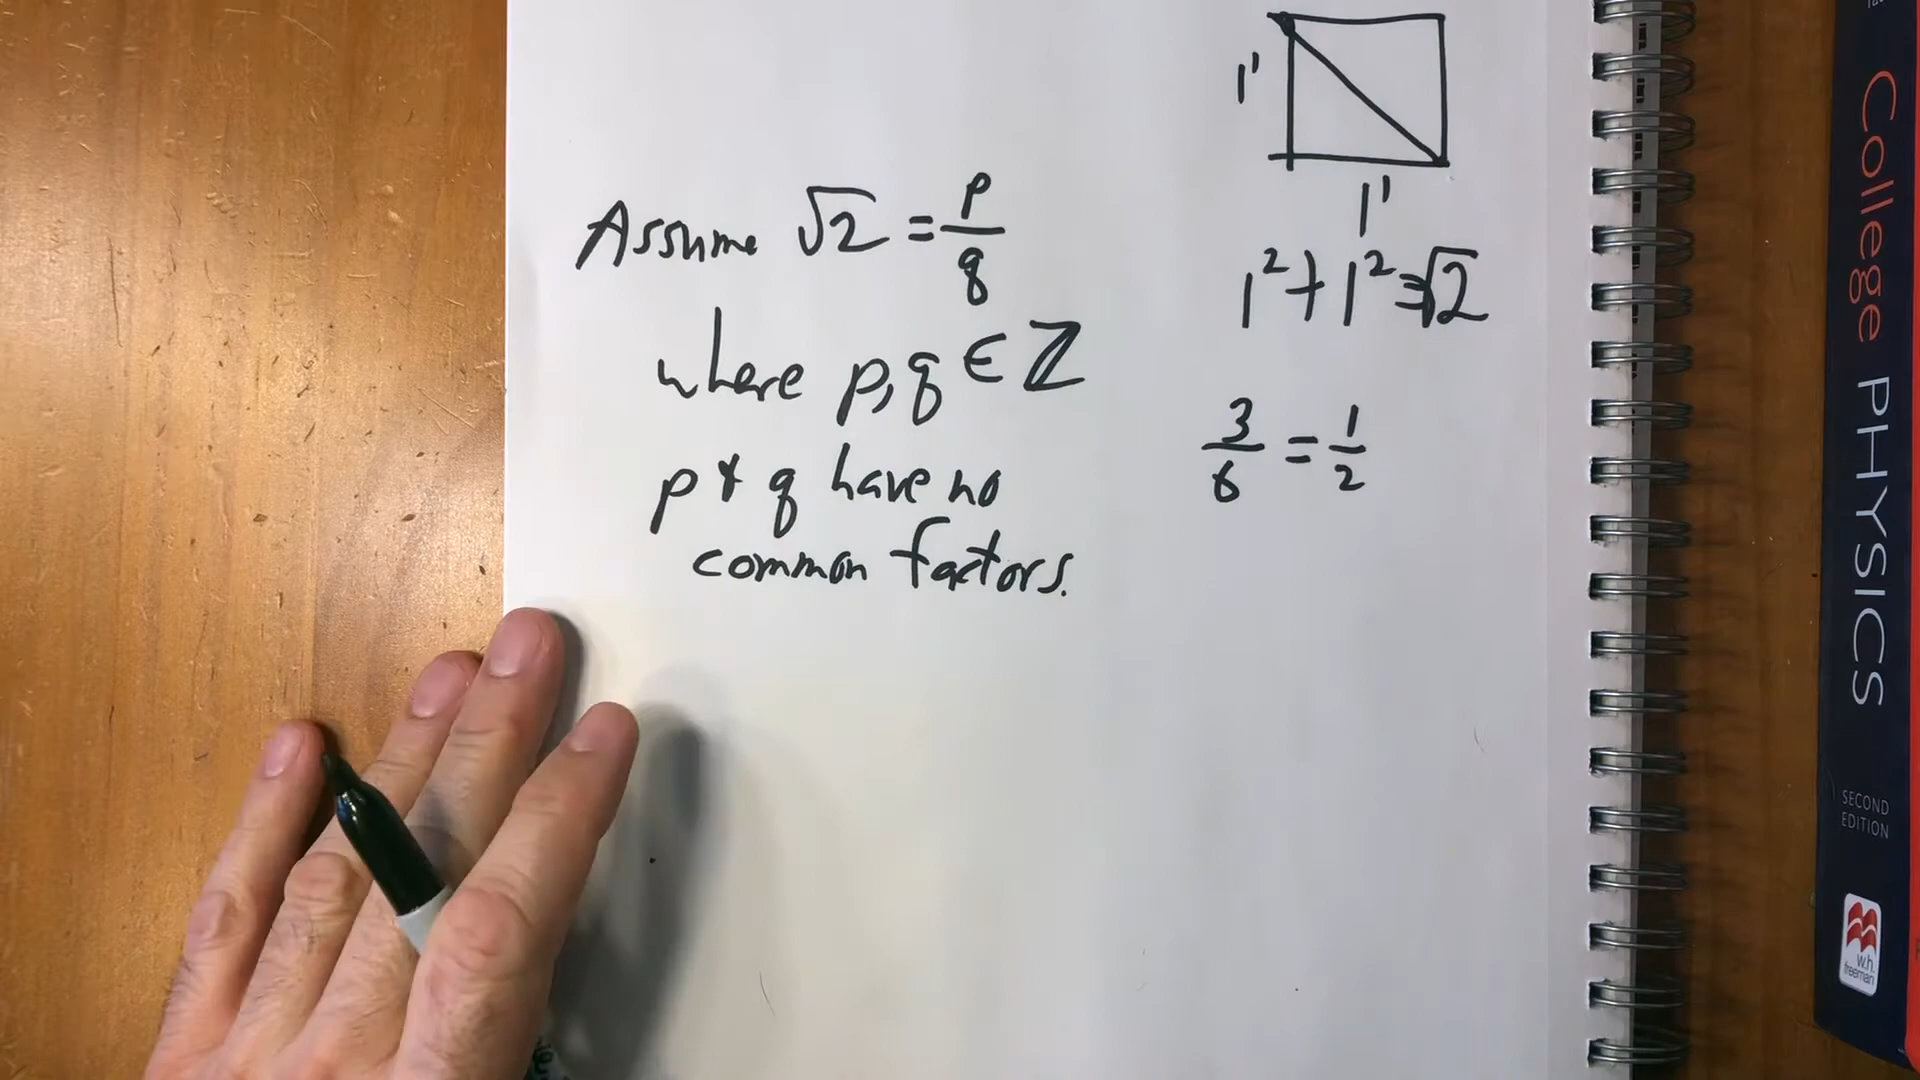 Assume √2 = p/q
where p, q ∈ ℤ
p & q have no
common factors.
1'
1'
1² + 1² = √2
3/6 = 1/2
College PHYSICS
SECOND
EDITION
w.h.
freeman